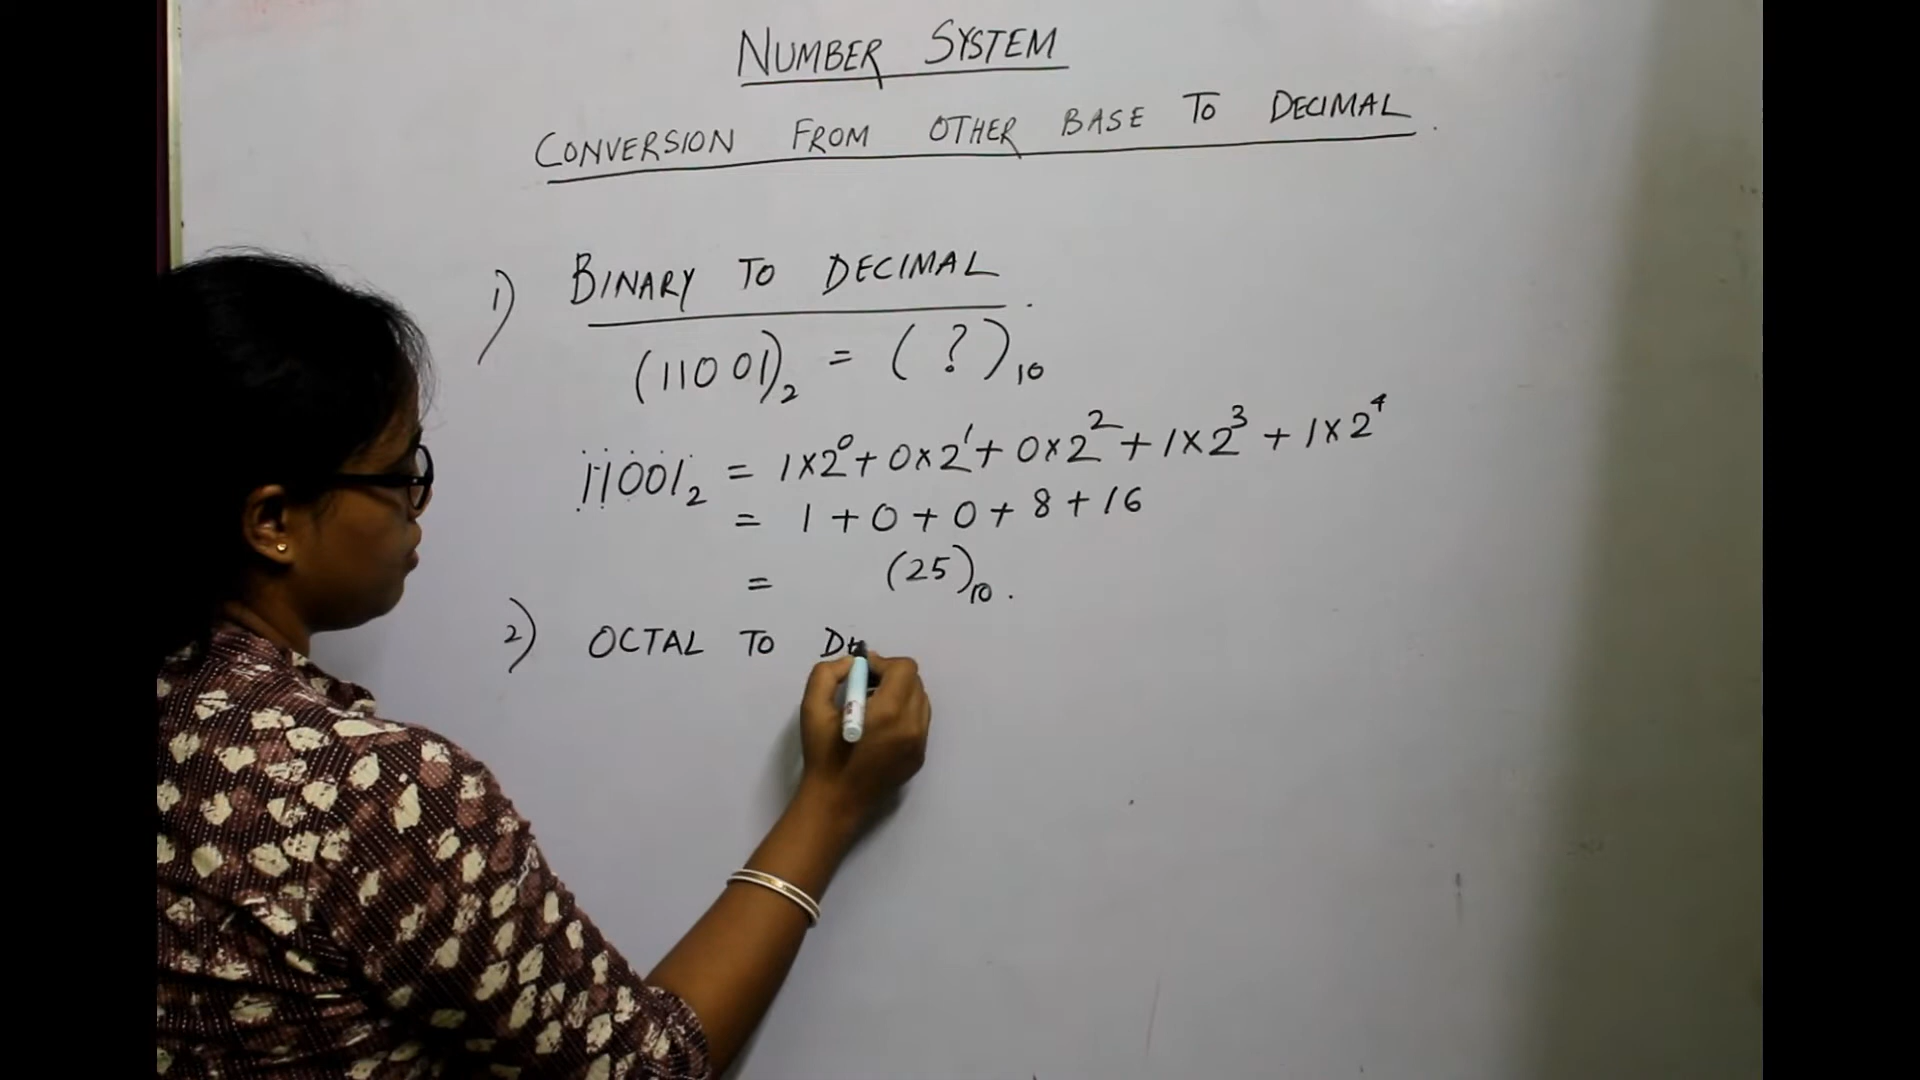 NUMBER SYSTEM
CONVERSION FROM OTHER BASE TO DECIMAL.
1) BINARY TO DECIMAL.
(11001)₂ = (?)₁₀
11001₂ = 1×2⁰ + 0×2¹ + 0×2² + 1×2³ + 1×2⁴
= 1 + 0 + 0 + 8 + 16
= (25)₁₀.
2) OCTAL TO